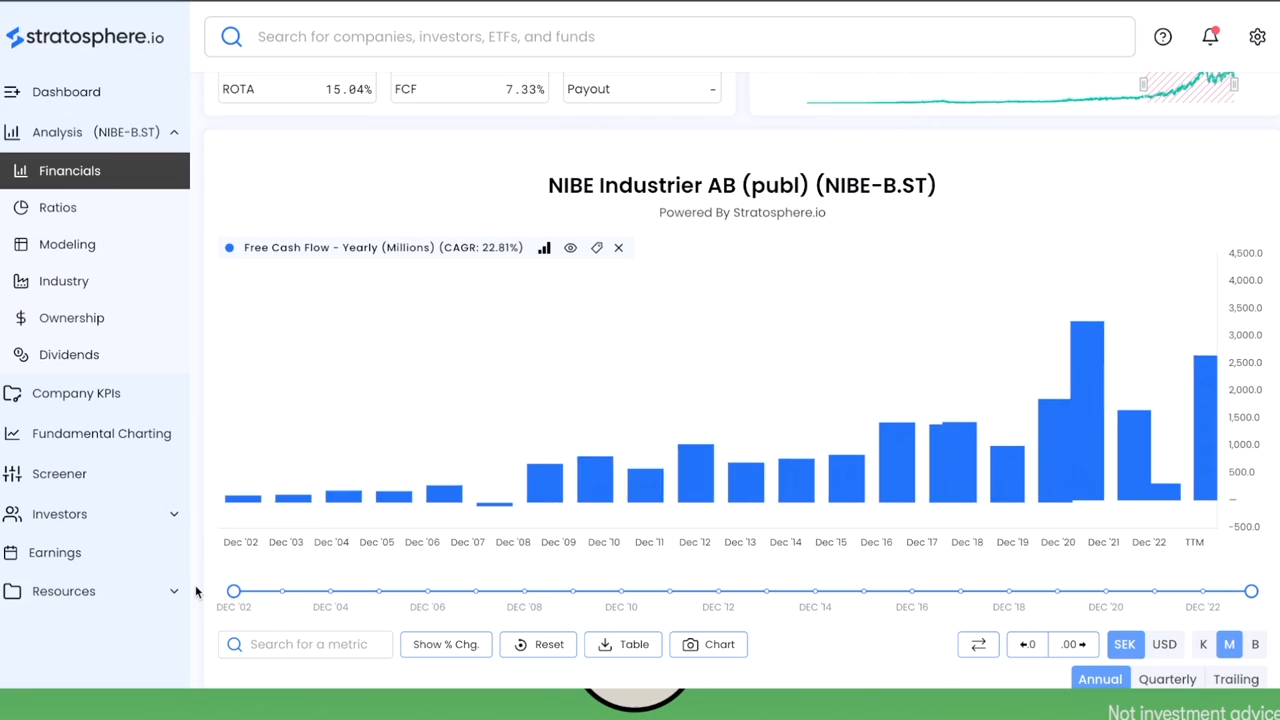 stratosphere.io
Search for companies, investors, ETFs, and funds
Dashboard
Analysis (NIBE-B.ST)
Financials
Ratios
Modeling
Industry
Ownership
Dividends
Company KPIs
Fundamental Charting
Screener
Investors
Earnings
Resources
ROTA 15.04%
FCF 7.33%
Payout -
NIBE Industrier AB (publ) (NIBE-B.ST)
Powered By Stratosphere.io
Free Cash Flow - Yearly (Millions) (CAGR: 22.81%)
4,500.0
4,000.0
3,500.0
3,000.0
2,500.0
2,000.0
1,500.0
1,000.0
500.0
—
-500.0
Dec '02 Dec '03 Dec '04 Dec '05 Dec '06 Dec '07 Dec '08 Dec '09 Dec '10 Dec '11 Dec '12 Dec '13 Dec '14 Dec '15 Dec '16 Dec '17 Dec '18 Dec '19 Dec '20 Dec '21 Dec '22 TTM
DEC '02 DEC '04 DEC '06 DEC '08 DEC '10 DEC '12 DEC '14 DEC '16 DEC '18 DEC '20 DEC '22
Search for a metric Show % Chg. Reset Table Chart .0 .00 SEK USD K M B
Annual Quarterly Trailing
Not investment advice